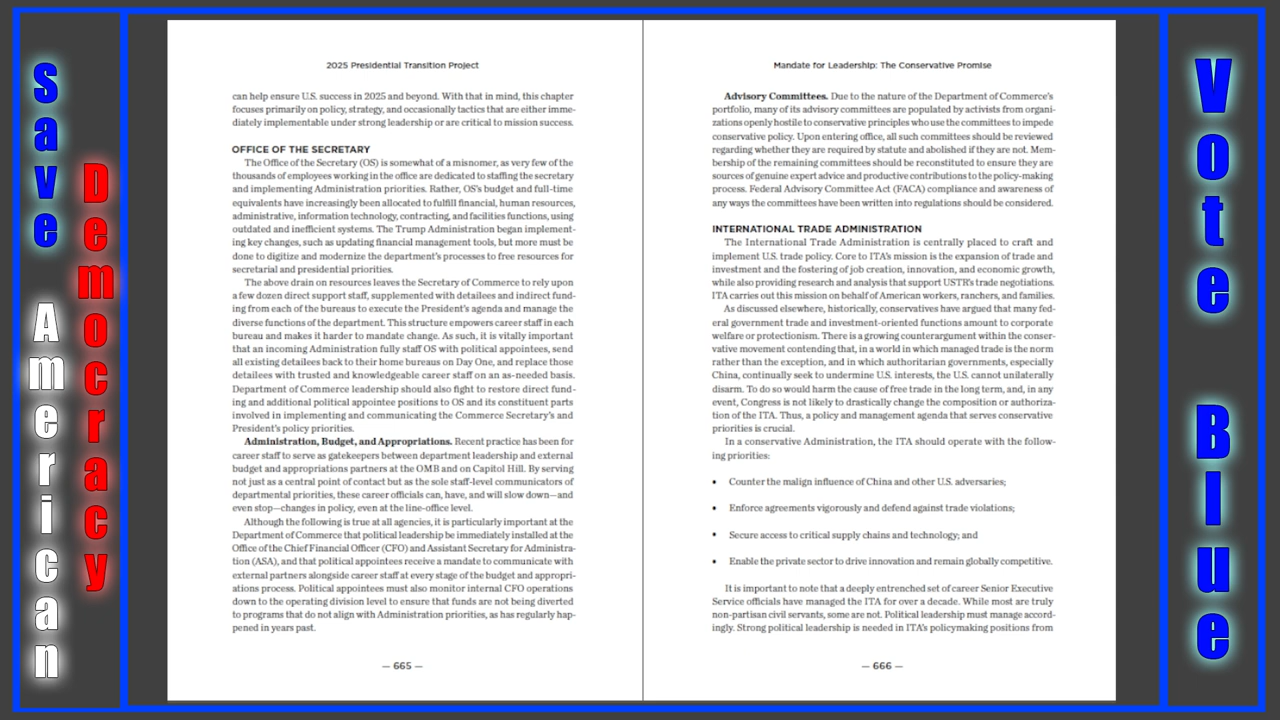 Save American
Democracy
2025 Presidential Transition Project
can help ensure U.S. success in 2025 and beyond. With that in mind, this chapter
focuses primarily on policy, strategy, and occasionally tactics that are either imme-
diately implementable under strong leadership or are critical to mission success.
OFFICE OF THE SECRETARY
The Office of the Secretary (OS) is somewhat of a misnomer, as very few of the
thousands of employees working in the office are dedicated to staffing the secretary
and implementing Administration priorities. Rather, OS's budget and full-time
equivalents have increasingly been allocated to fulfill financial, human resources,
administrative, information technology, contracting, and facilities functions, using
outdated and inefficient systems. The Trump Administration began implement-
ing key changes, such as updating financial management tools, but more must be
done to digitize and modernize the department's processes to free resources for
secretarial and presidential priorities.
The above drain on resources leaves the Secretary of Commerce to rely upon
a few dozen direct support staff, supplemented with detailees and indirect fund-
ing from each of the bureaus to execute the President's agenda and manage the
diverse functions of the department. This structure empowers career staff in each
bureau and makes it harder to mandate change. As such, it is vitally important
that an incoming Administration fully staff OS with political appointees, send
all existing detailees back to their home bureaus on Day One, and replace those
detailees with trusted and knowledgeable career staff on an as-needed basis.
Department of Commerce leadership should also fight to restore direct fund-
ing and additional political appointee positions to OS and its constituent parts
involved in implementing and communicating the Commerce Secretary's and
President's policy priorities.
Administration, Budget, and Appropriations. Recent practice has been for
career staff to serve as gatekeepers between department leadership and external
budget and appropriations partners at the OMB and on Capitol Hill. By serving
not just as a central point of contact but as the sole staff-level communicators of
departmental priorities, these career officials can, have, and will slow down—and
even stop—changes in policy, even at the line-office level.
Although the following is true at all agencies, it is particularly important at the
Department of Commerce that political leadership be immediately installed at the
Office of the Chief Financial Officer (CFO) and Assistant Secretary for Administra-
tion (ASA), and that political appointees receive a mandate to communicate with
external partners alongside career staff at every stage of the budget and appropri-
ations process. Political appointees must also monitor internal CFO operations
down to the operating division level to ensure that funds are not being diverted
to programs that do not align with Administration priorities, as has regularly hap-
pened in years past.
— 665 —
Mandate for Leadership: The Conservative Promise
Advisory Committees. Due to the nature of the Department of Commerce's
portfolio, many of its advisory committees are populated by activists from organi-
zations openly hostile to conservative principles who use the committees to impede
conservative policy. Upon entering office, all such committees should be reviewed
regarding whether they are required by statute and abolished if they are not. Mem-
bership of the remaining committees should be reconstituted to ensure they are
sources of genuine expert advice and productive contributions to the policy-making
process. Federal Advisory Committee Act (FACA) compliance and awareness of
any ways the committees have been written into regulations should be considered.
INTERNATIONAL TRADE ADMINISTRATION
The International Trade Administration is centrally placed to craft and
implement U.S. trade policy. Core to ITA's mission is the expansion of trade and
investment and the fostering of job creation, innovation, and economic growth,
while also providing research and analysis that support USTR's trade negotiations.
ITA carries out this mission on behalf of American workers, ranchers, and families.
As discussed elsewhere, historically, conservatives have argued that many fed-
eral government trade and investment-oriented functions amount to corporate
welfare or protectionism. There is a growing counterargument within the conser-
vative movement contending that, in a world in which managed trade is the norm
rather than the exception, and in which authoritarian governments, especially
China, continually seek to undermine U.S. interests, the U.S. cannot unilaterally
disarm. To do so would harm the cause of free trade in the long term, and, in any
event, Congress is not likely to drastically change the composition or authoriza-
tion of the ITA. Thus, a policy and management agenda that serves conservative
priorities is crucial.
In a conservative Administration, the ITA should operate with the follow-
ing priorities:
• Counter the malign influence of China and other U.S. adversaries;
• Enforce agreements vigorously and defend against trade violations;
• Secure access to critical supply chains and technology; and
• Enable the private sector to drive innovation and remain globally competitive.
It is important to note that a deeply entrenched set of career Senior Executive
Service officials have managed the ITA for over a decade. While most are truly
non-partisan civil servants, some are not. Political leadership must manage accord-
ingly. Strong political leadership is needed in ITA's policymaking positions from
— 666 —
Vote Blue